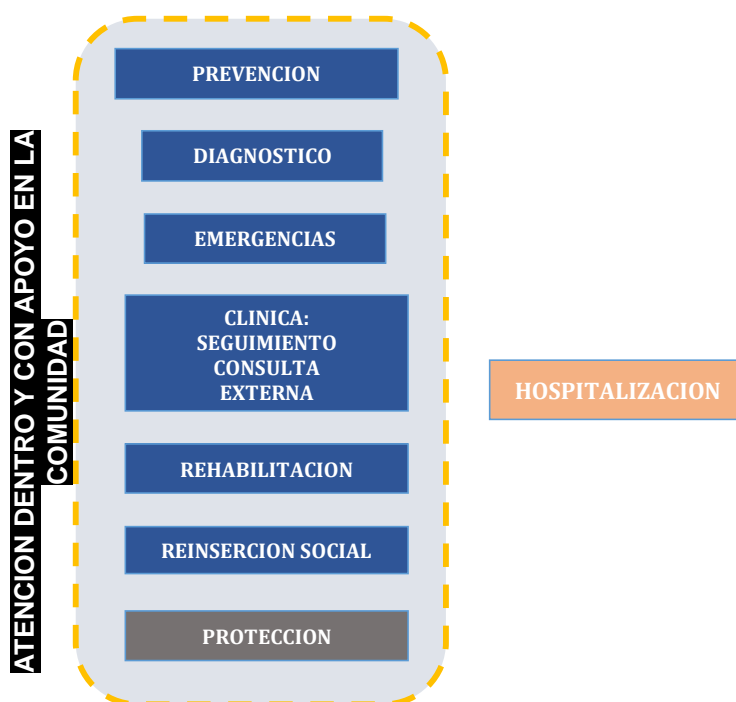 ATENCION DENTRO Y CON APOYO EN LA
COMUNIDAD
PREVENCION
DIAGNOSTICO
EMERGENCIAS
CLINICA:
SEGUIMIENTO
CONSULTA
EXTERNA
HOSPITALIZACION
REHABILITACION
REINSERCION SOCIAL
PROTECCION